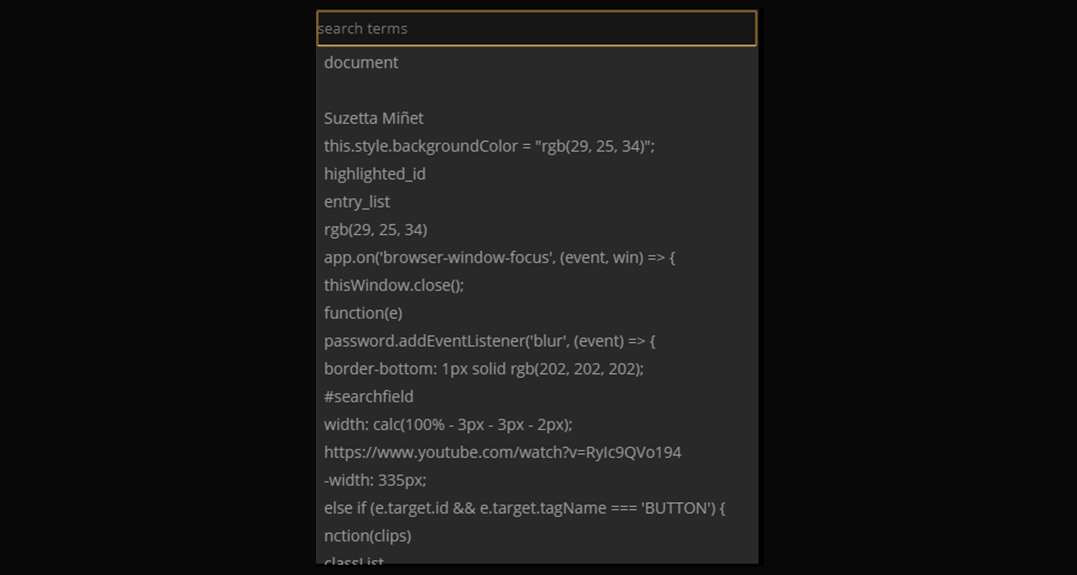 search terms
document
Suzetta Miñet
this.style.backgroundColor = "rgb(29, 25, 34)";
highlighted_id
entry_list
rgb(29, 25, 34)
app.on('browser-window-focus', (event, win) => {
thisWindow.close();
function(e)
password.addEventListener('blur', (event) => {
border-bottom: 1px solid rgb(202, 202, 202);
#searchfield
width: calc(100% - 3px - 3px - 2px);
https://www.youtube.com/watch?v=RyIc9QVo194
-width: 335px;
else if (e.target.id && e.target.tagName === 'BUTTON') {
nction(clips)
classList